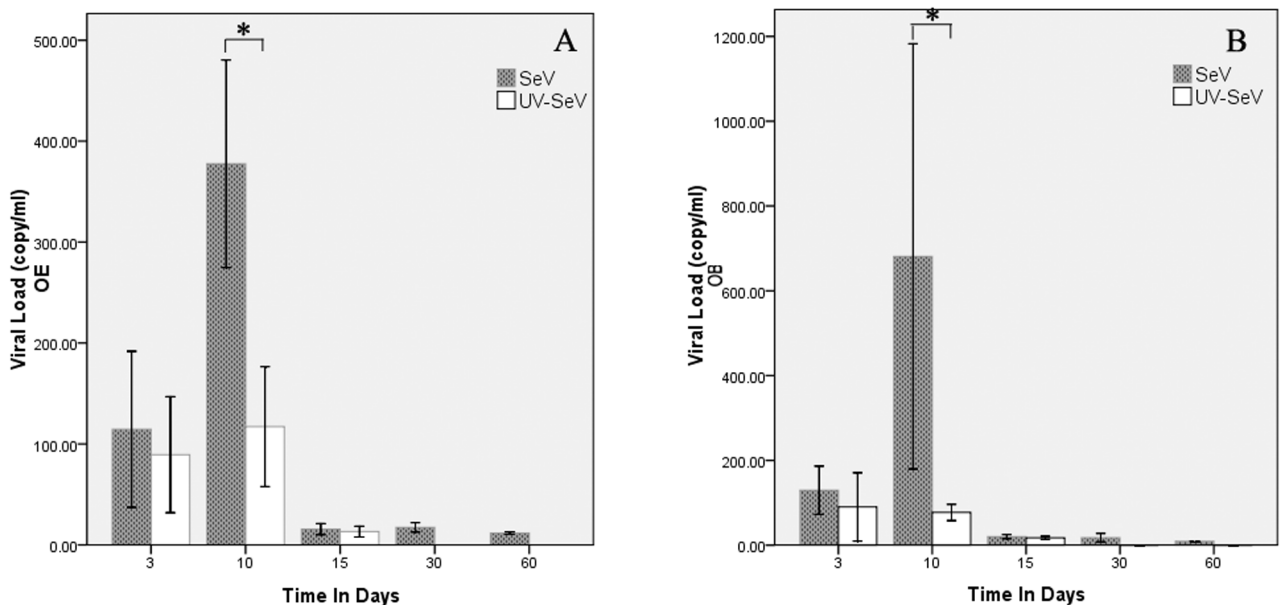 A
*
SeV
UV-SeV
500.00
400.00
300.00
200.00
100.00
0.00
Viral Load (copy/ml)
OE
3 10 15 30 60
Time In Days
B
*
SeV
UV-SeV
1200.00
1000.00
800.00
600.00
400.00
200.00
0.00
Viral Load (copy/ml)
OB
3 10 15 30 60
Time In Days